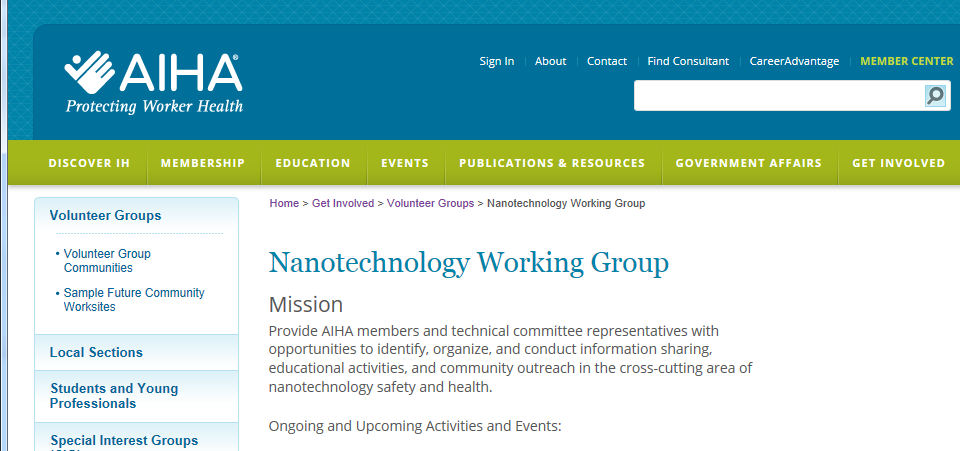 AIHA®
Protecting Worker Health
Sign In
About
Contact
Find Consultant
CareerAdvantage
MEMBER CENTER
DISCOVER IH
MEMBERSHIP
EDUCATION
EVENTS
PUBLICATIONS & RESOURCES
GOVERNMENT AFFAIRS
GET INVOLVED
Volunteer Groups
• Volunteer Group
Communities
• Sample Future Community
Worksites
Local Sections
Students and Young
Professionals
Special Interest Groups
Home > Get Involved > Volunteer Groups > Nanotechnology Working Group
Nanotechnology Working Group
Mission
Provide AIHA members and technical committee representatives with
opportunities to identify, organize, and conduct information sharing,
educational activities, and community outreach in the cross-cutting area of
nanotechnology safety and health.
Ongoing and Upcoming Activities and Events: